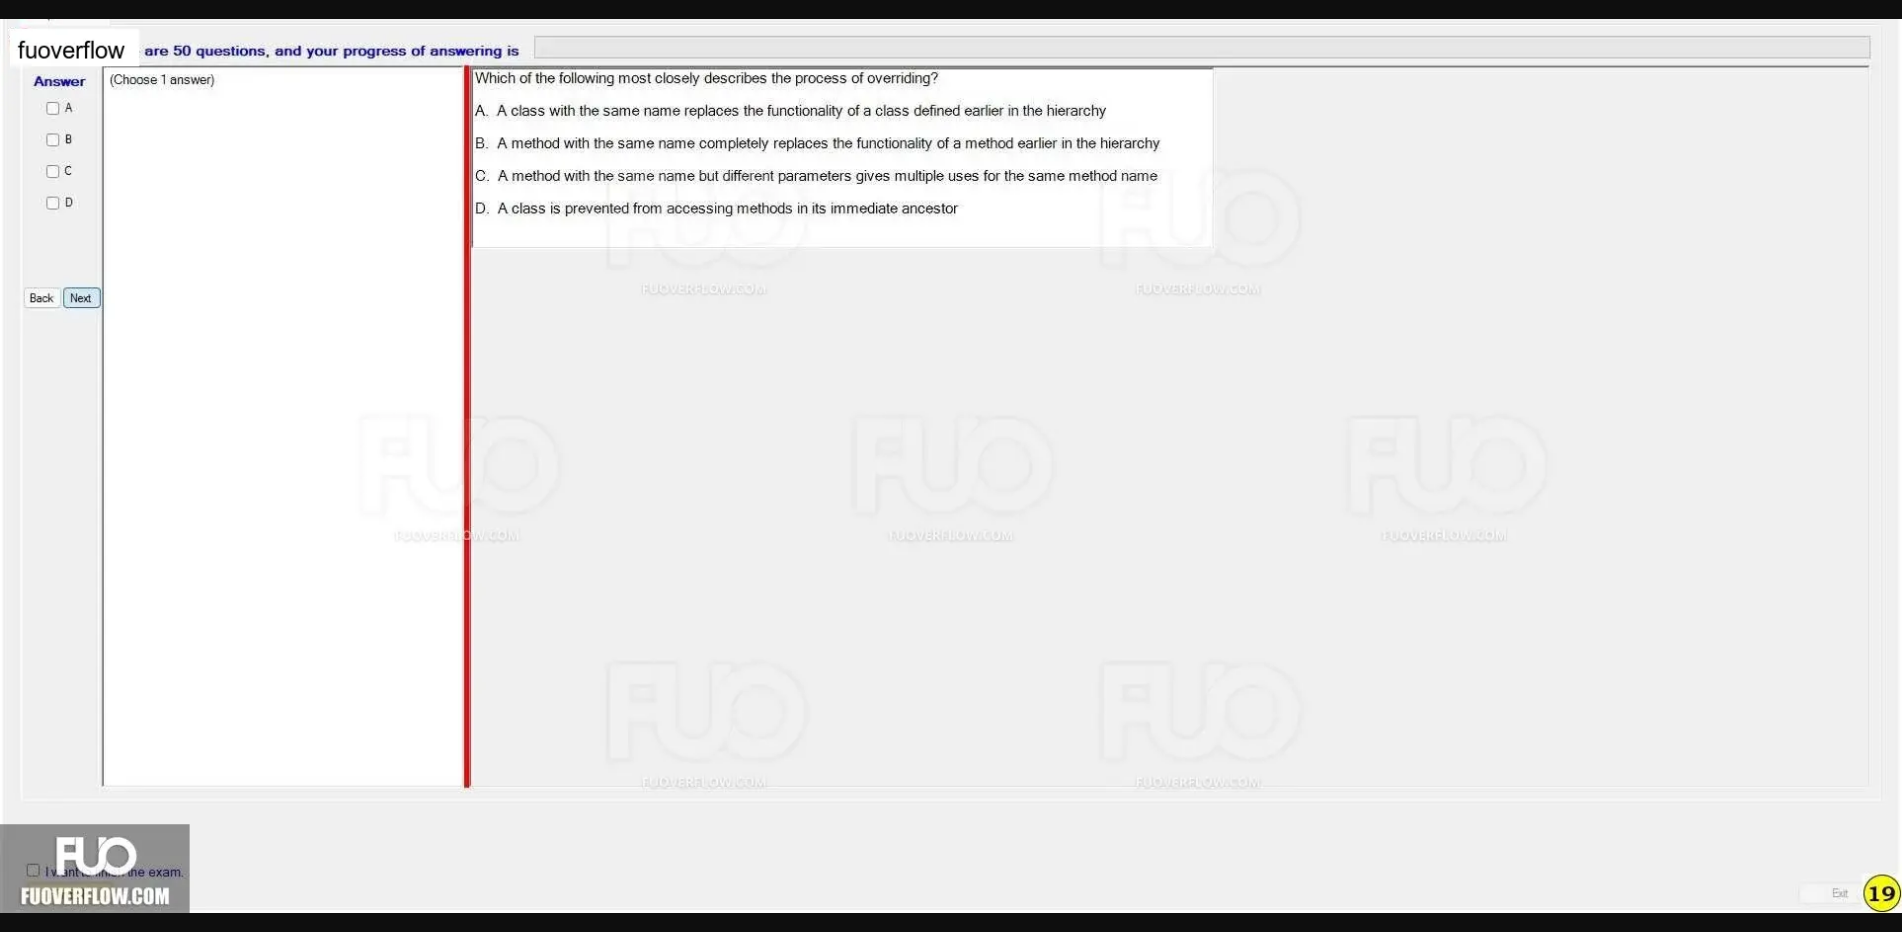 fuoverflow are 50 questions, and your progress of answering is
Answer
(Choose 1 answer)
A
B
C
D
Back Next
Which of the following most closely describes the process of overriding?
A. A class with the same name replaces the functionality of a class defined earlier in the hierarchy
B. A method with the same name completely replaces the functionality of a method earlier in the hierarchy
C. A method with the same name but different parameters gives multiple uses for the same method name
D. A class is prevented from accessing methods in its immediate ancestor
FUO FUO
FUOVERFLOW.COM FUOVERFLOW.COM
FUO FUO FUO
FUOVERFLOW.COM FUOVERFLOW.COM FUOVERFLOW.COM
FUO FUO
FUOVERFLOW.COM FUOVERFLOW.COM
FUO
I want to finish the exam.
FUOVERFLOW.COM
Exit
19